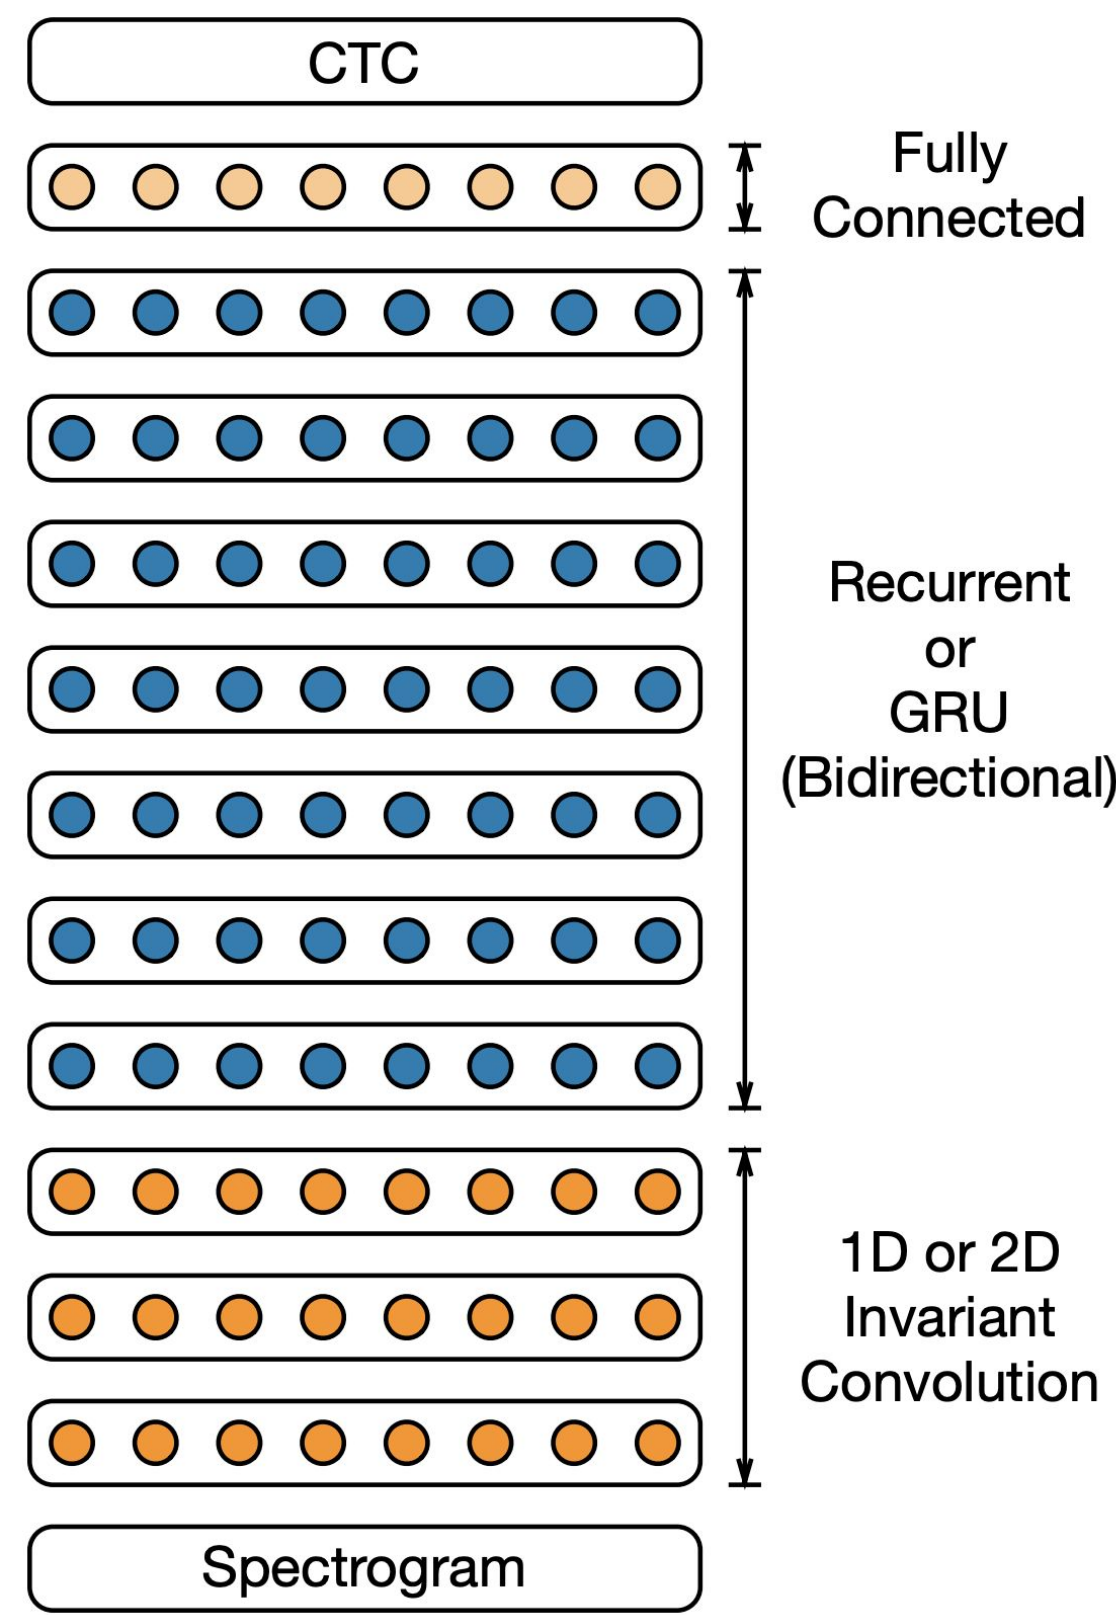 CTC
Fully
Connected
Recurrent
or
GRU
(Bidirectional)
1D or 2D
Invariant
Convolution
Spectrogram